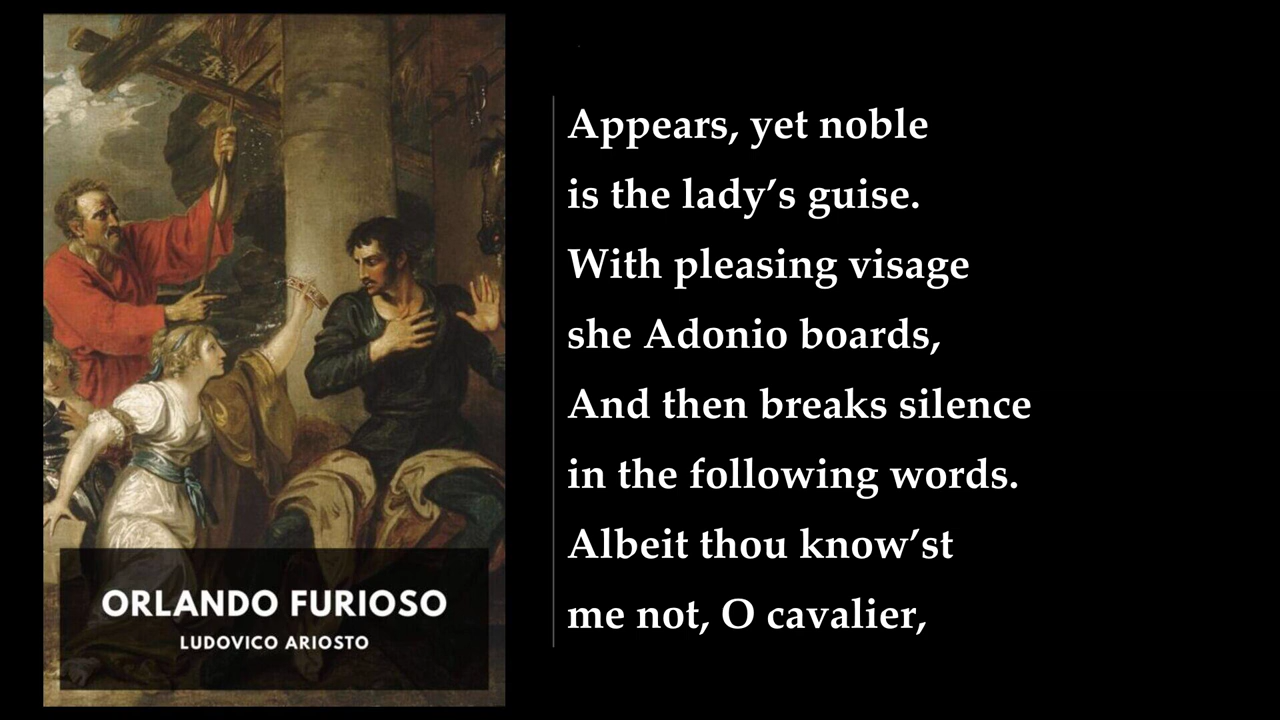 ORLANDO FURIOSO
LUDOVICO ARIOSTO
Appears, yet noble
is the lady’s guise.
With pleasing visage
she Adonio boards,
And then breaks silence
in the following words.
Albeit thou know’st
me not, O cavalier,